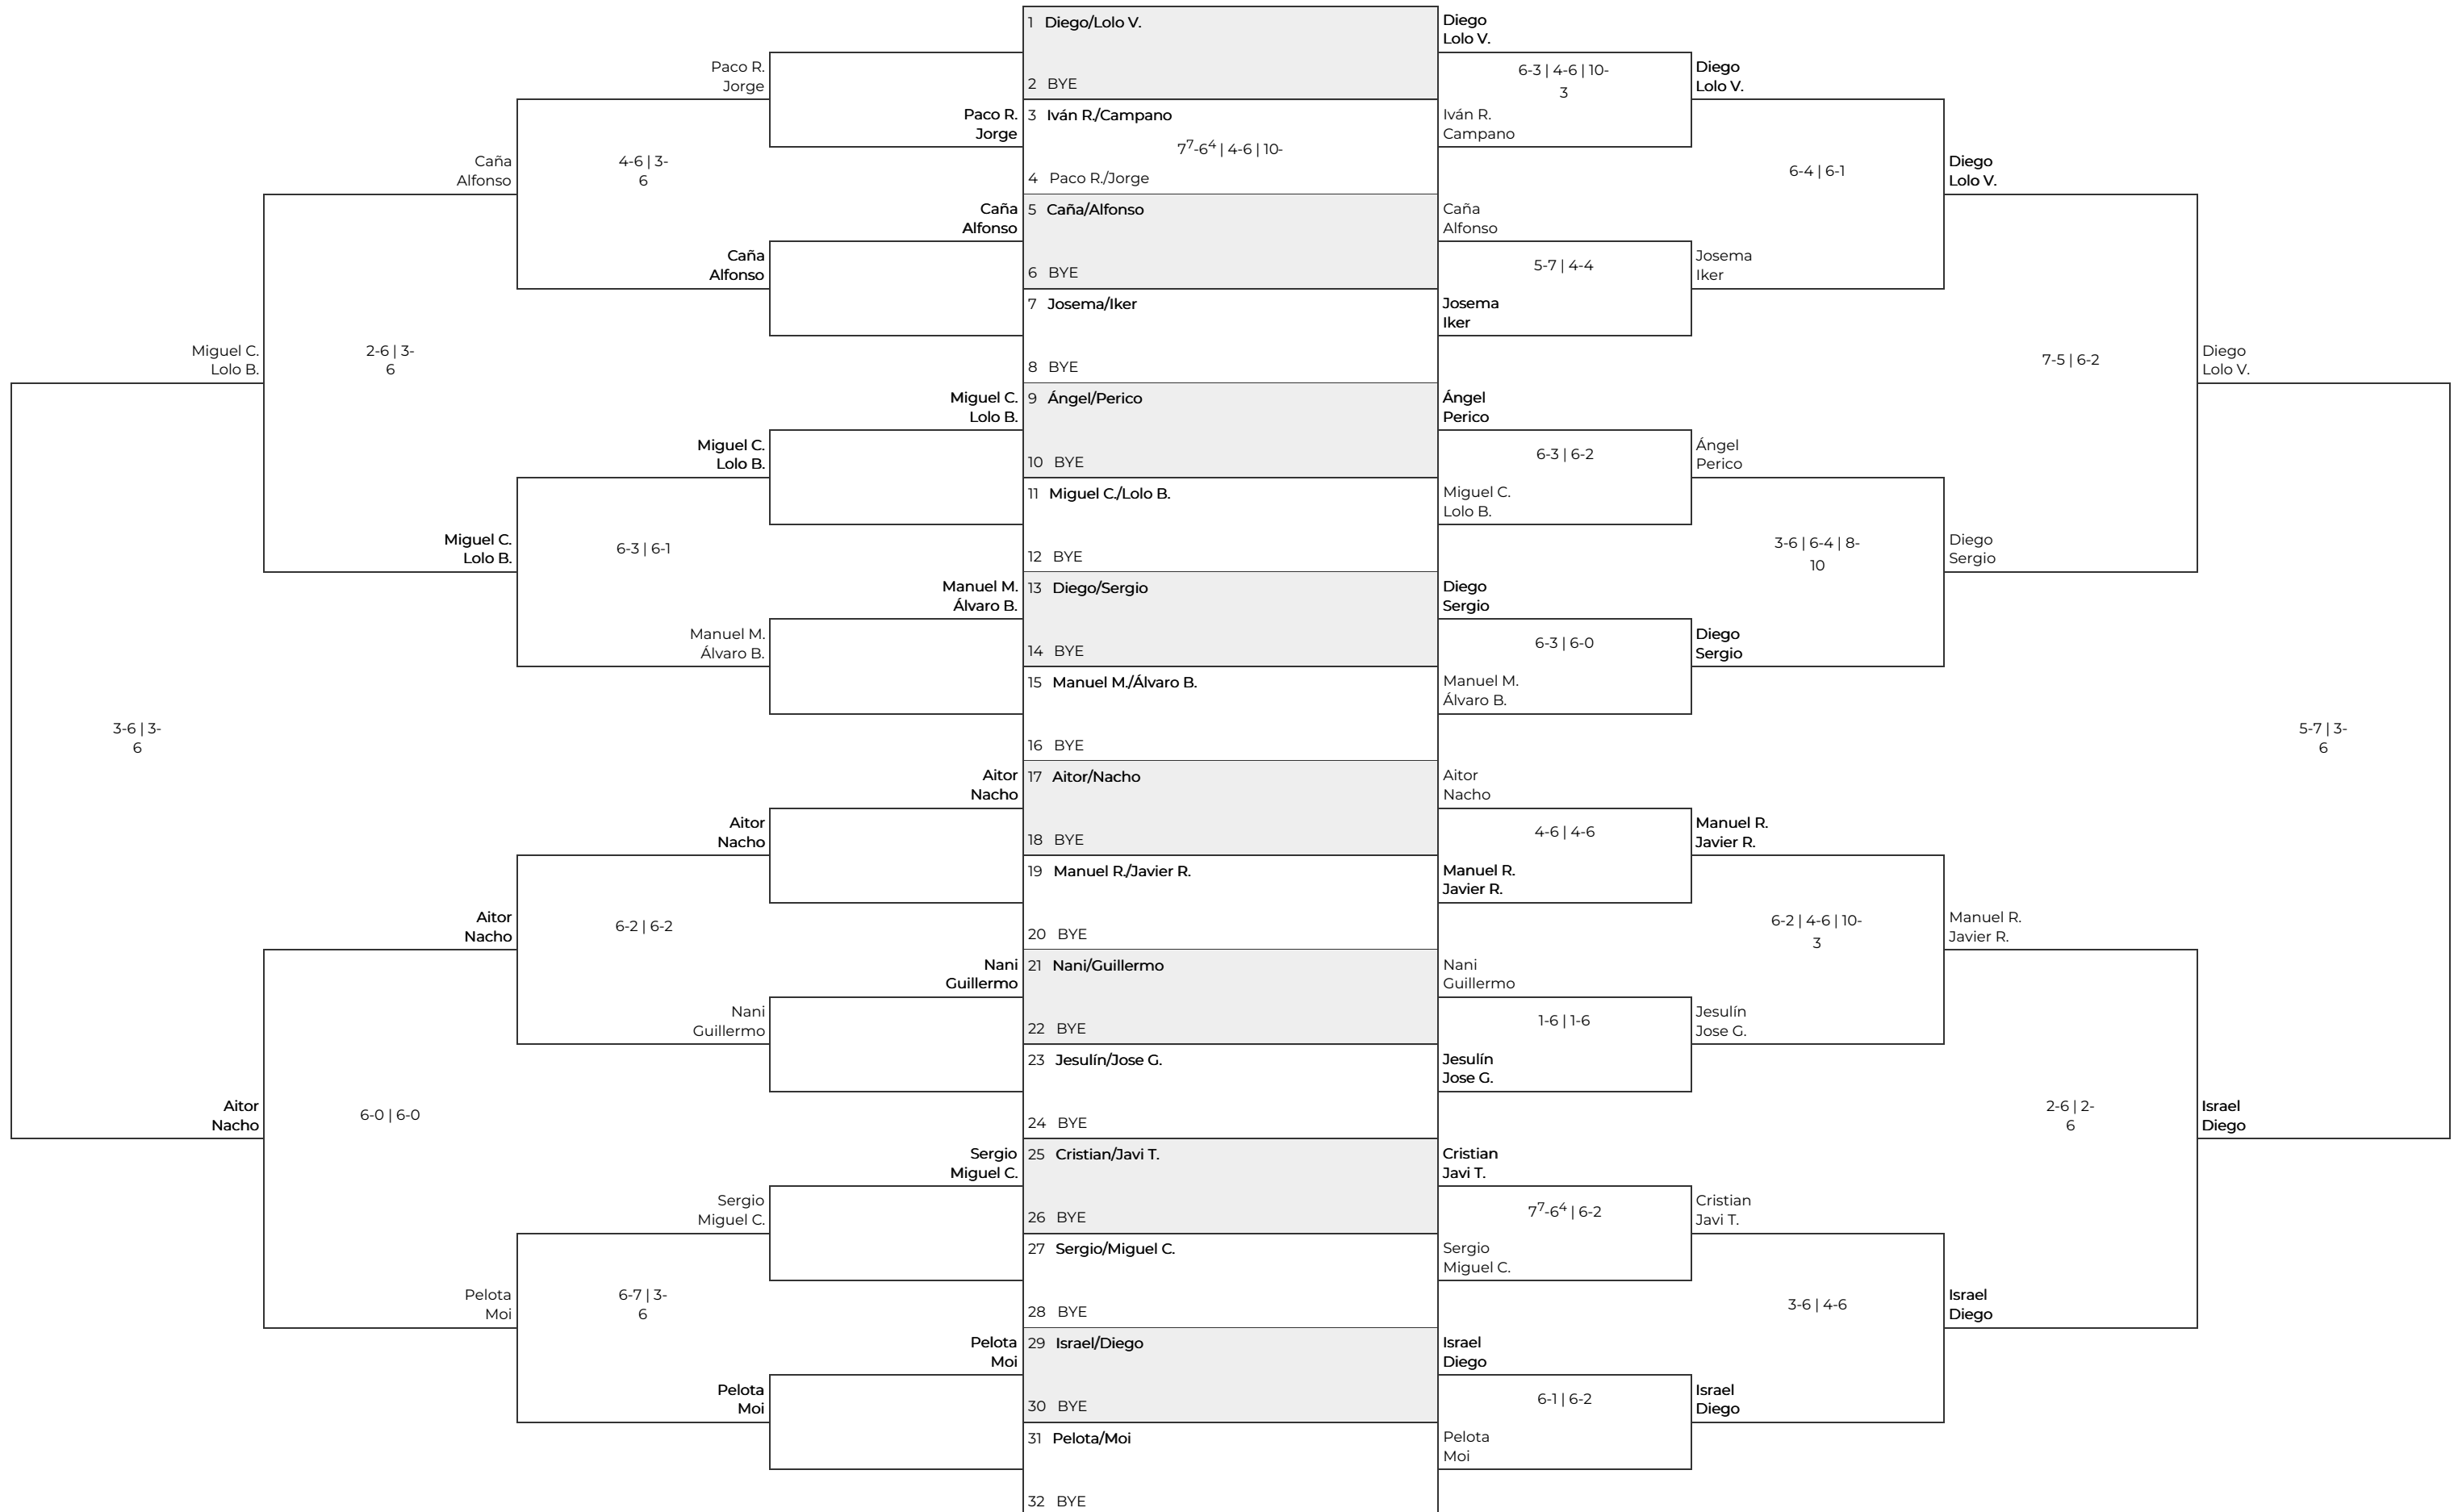 1 Diego/Lolo V.
2 BYE
3 Iván R./Campano
7⁷-6⁴ | 4-6 | 10-
4 Paco R./Jorge
5 Caña/Alfonso
6 BYE
7 Josema/Iker
8 BYE
9 Ángel/Perico
10 BYE
11 Miguel C./Lolo B.
12 BYE
13 Diego/Sergio
14 BYE
15 Manuel M./Álvaro B.
16 BYE
17 Aitor/Nacho
18 BYE
19 Manuel R./Javier R.
20 BYE
21 Nani/Guillermo
22 BYE
23 Jesulín/Jose G.
24 BYE
25 Cristian/Javi T.
26 BYE
27 Sergio/Miguel C.
28 BYE
29 Israel/Diego
30 BYE
31 Pelota/Moi
32 BYE
Diego
Lolo V.
6-3 | 4-6 | 10-
3
Iván R.
Campano
Caña
Alfonso
5-7 | 4-4
Josema
Iker
Ángel
Perico
6-3 | 6-2
Miguel C.
Lolo B.
Diego
Sergio
6-3 | 6-0
Manuel M.
Álvaro B.
Aitor
Nacho
4-6 | 4-6
Manuel R.
Javier R.
Nani
Guillermo
1-6 | 1-6
Jesulín
Jose G.
Cristian
Javi T.
7⁷-6⁴ | 6-2
Sergio
Miguel C.
Israel
Diego
6-1 | 6-2
Pelota
Moi
Diego
Lolo V.
6-4 | 6-1
Josema
Iker
Ángel
Perico
3-6 | 6-4 | 8-
10
Diego
Sergio
Manuel R.
Javier R.
6-2 | 4-6 | 10-
3
Jesulín
Jose G.
Cristian
Javi T.
3-6 | 4-6
Israel
Diego
Diego
Lolo V.
7-5 | 6-2
Diego
Sergio
Manuel R.
Javier R.
2-6 | 2-
6
Israel
Diego
Diego
Lolo V.
5-7 | 3-
6
Israel
Diego
Paco R.
Jorge
Caña
Alfonso
Miguel C.
Lolo B.
Manuel M.
Álvaro B.
Aitor
Nacho
Nani
Guillermo
Sergio
Miguel C.
Pelota
Moi
Paco R.
Jorge
4-6 | 3-
6
Caña
Alfonso
Miguel C.
Lolo B.
6-3 | 6-1
Manuel M.
Álvaro B.
Aitor
Nacho
6-2 | 6-2
Nani
Guillermo
Sergio
Miguel C.
6-7 | 3-
6
Pelota
Moi
Caña
Alfonso
2-6 | 3-
6
Miguel C.
Lolo B.
Aitor
Nacho
6-0 | 6-0
Pelota
Moi
Miguel C.
Lolo B.
3-6 | 3-
6
Aitor
Nacho